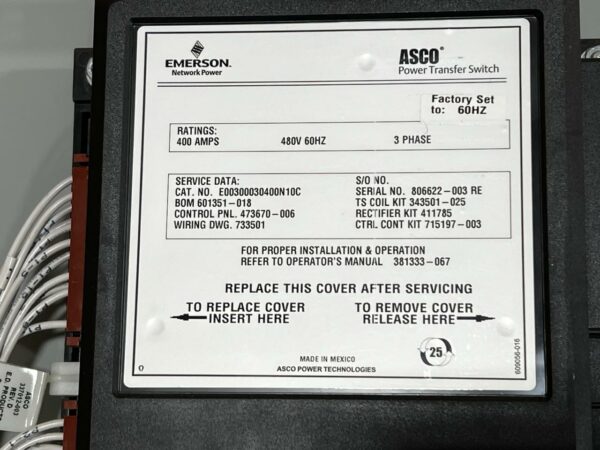 EMERSON.
Network Power
ASCO®
Power Transfer Switch
Factory Set
to: 60HZ
RATINGS:
400 AMPS 480V 60HZ 3 PHASE
SERVICE DATA:
CAT. NO. E00300030400N10C
BOM 601351-018
CONTROL PNL. 473670-006
WIRING DWG. 733501
S/O NO.
SERIAL NO. 806622-003 RE
TS COIL KIT 343501-025
RECTIFIER KIT 411785
CTRL CONT KIT 715197-003
FOR PROPER INSTALLATION & OPERATION
REFER TO OPERATOR'S MANUAL 381333-067
REPLACE THIS COVER AFTER SERVICING
TO REPLACE COVER
INSERT HERE
TO REMOVE COVER
RELEASE HERE
25
MADE IN MEXICO
ASCO POWER TECHNOLOGIES
609056-016
ASCO
REV. D